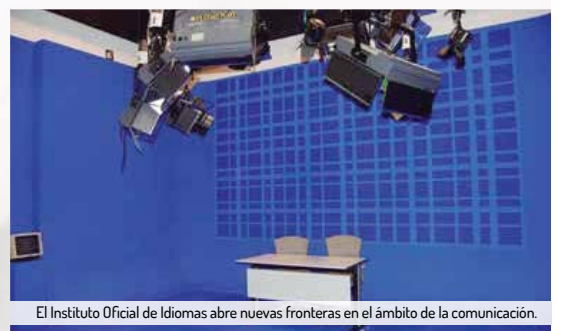 El Instituto Oficial de Idiomas abre nuevas fronteras en el ámbito de la comunicación.